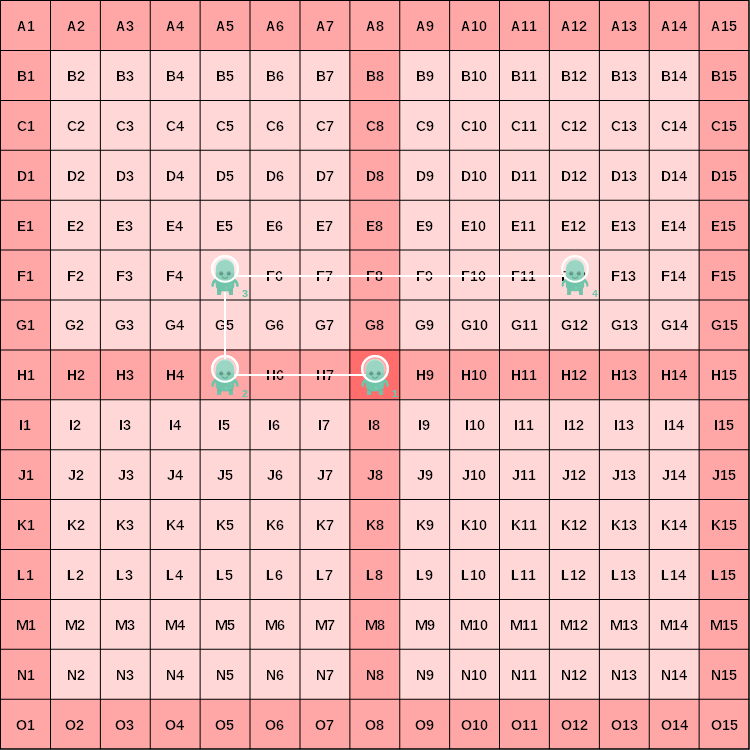 A1 A2 A3 A4 A5 A6 A7 A8 A9 A10 A11 A12 A13 A14 A15
B1 B2 B3 B4 B5 B6 B7 B8 B9 B10 B11 B12 B13 B14 B15
C1 C2 C3 C4 C5 C6 C7 C8 C9 C10 C11 C12 C13 C14 C15
D1 D2 D3 D4 D5 D6 D7 D8 D9 D10 D11 D12 D13 D14 D15
E1 E2 E3 E4 E5 E6 E7 E8 E9 E10 E11 E12 E13 E14 E15
F1 F2 F3 F4 F6 F7 F8 F9 F10 F11 F13 F14 F15
3 4
G1 G2 G3 G4 G5 G6 G7 G8 G9 G10 G11 G12 G13 G14 G15
H1 H2 H3 H4 H6 H7 H9 H10 H11 H12 H13 H14 H15
2 1
I1 I2 I3 I4 I5 I6 I7 I8 I9 I10 I11 I12 I13 I14 I15
J1 J2 J3 J4 J5 J6 J7 J8 J9 J10 J11 J12 J13 J14 J15
K1 K2 K3 K4 K5 K6 K7 K8 K9 K10 K11 K12 K13 K14 K15
L1 L2 L3 L4 L5 L6 L7 L8 L9 L10 L11 L12 L13 L14 L15
M1 M2 M3 M4 M5 M6 M7 M8 M9 M10 M11 M12 M13 M14 M15
N1 N2 N3 N4 N5 N6 N7 N8 N9 N10 N11 N12 N13 N14 N15
O1 O2 O3 O4 O5 O6 O7 O8 O9 O10 O11 O12 O13 O14 O15